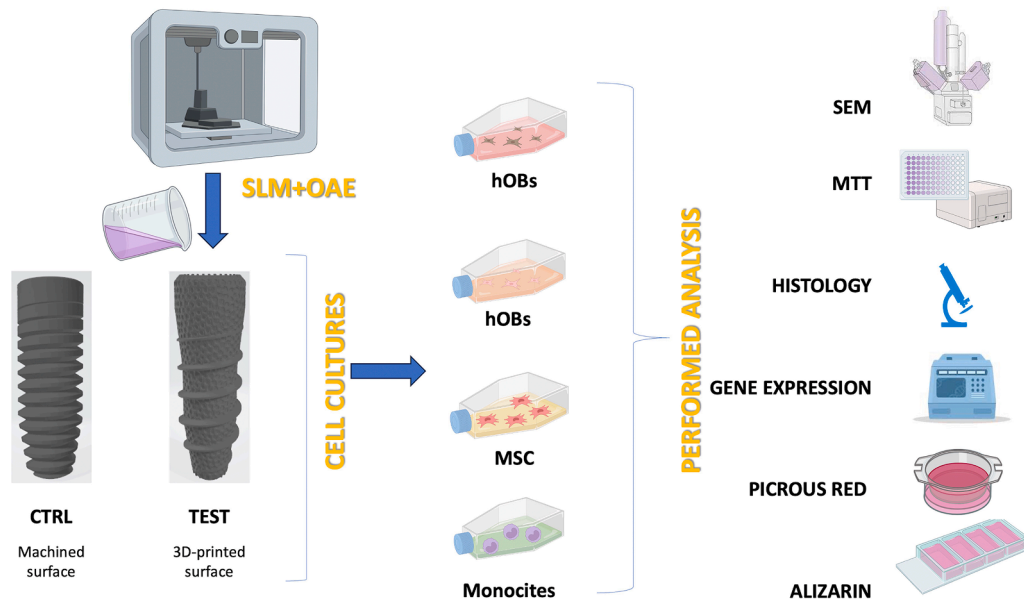 SLM+OAE
CTRL
Machined
surface
TEST
3D-printed
surface
CELL CULTURES
hOBs
hOBs
MSC
Monocites
PERFORMED ANALYSIS
SEM
MTT
HISTOLOGY
GENE EXPRESSION
PICROUS RED
ALIZARIN